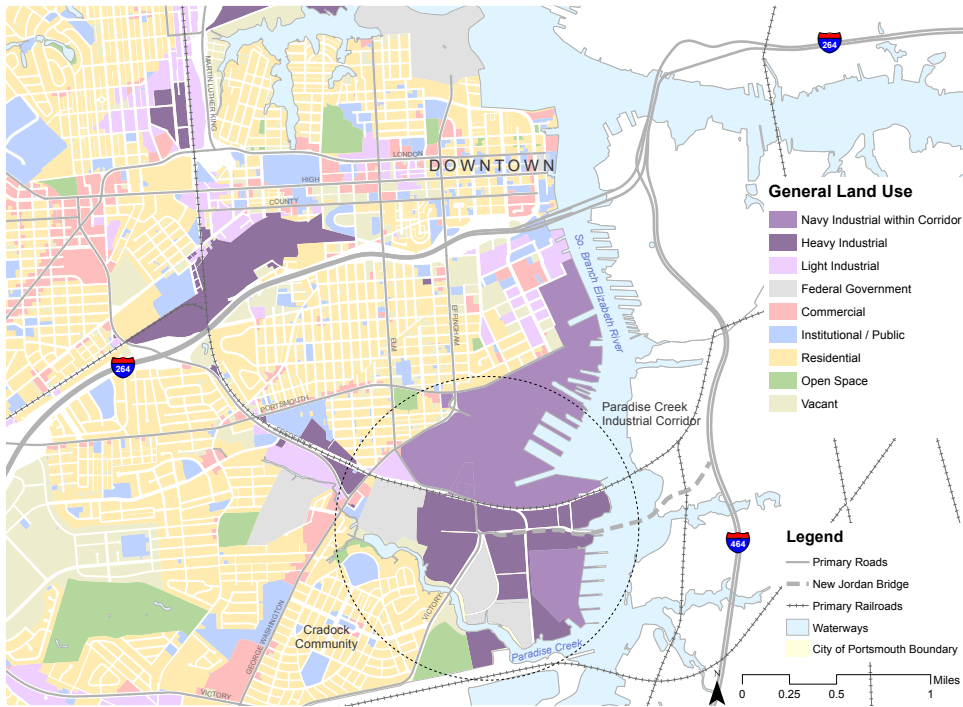 264
MARTIN LUTHER KING
LONDON
DOWNTOWN
HIGH
COUNTY
General Land Use
Navy Industrial within Corridor
Heavy Industrial
Light Industrial
Federal Government
Commercial
Institutional / Public
Residential
Open Space
Vacant
So. Branch Elizabeth River
EFFINGHAM
ELM
264
PORTSMOUTH
FREDERICK
Paradise Creek
Industrial Corridor
464
Legend
Primary Roads
New Jordan Bridge
Primary Railroads
Waterways
City of Portsmouth Boundary
VICTORY
GEORGE WASHINGTON
Cradock
Community
Paradise Creek
VICTORY
N
Miles
0 0.25 0.5 1